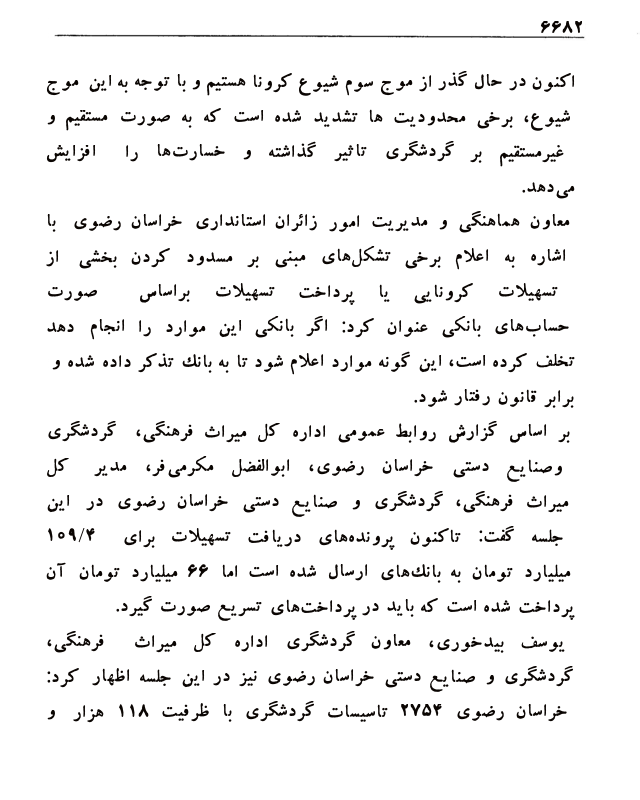 ۶۶۸۲
اکنون در حال گذر از موج سوم شیوع کرونا هستیم و با توجه به این موج
شیوع، برخی محدودیت ها تشدید شده است که به صورت مستقیم و
غیرمستقیم بر گردشگری تاثیر گذاشته و خسارت‌ها را افزایش
می‌دهد.
معاون هماهنگی و مدیریت امور زائران استانداری خراسان رضوی با
اشاره به اعلام برخی تشکل‌های مبنی بر مسدود کردن بخشی از
تسهیلات کرونایی یا پرداخت تسهیلات براساس صورت
حساب‌های بانکی عنوان کرد: اگر بانکی این موارد را انجام دهد
تخلف کرده است، این گونه موارد اعلام شود تا به بانك تذکر داده شده و
برابر قانون رفتار شود.
بر اساس گزارش روابط عمومی اداره کل میراث فرهنگی، گردشگری
وصنایع دستی خراسان رضوی، ابوالفضل مکرمی‌فر، مدیر کل
میراث فرهنگی، گردشگری و صنایع دستی خراسان رضوی در این
جلسه گفت: تاکنون پرونده‌های دریافت تسهیلات برای ۱۰۹/۴
میلیارد تومان به بانك‌های ارسال شده است اما ۶۶ میلیارد تومان آن
پرداخت شده است که باید در پرداخت‌های تسریع صورت گیرد.
یوسف بیدخوری، معاون گردشگری اداره کل میراث فرهنگی،
گردشگری و صنایع دستی خراسان رضوی نیز در این جلسه اظهار کرد:
خراسان رضوی ۲۷۵۴ تاسیسات گردشگری با ظرفیت ۱۱۸ هزار و